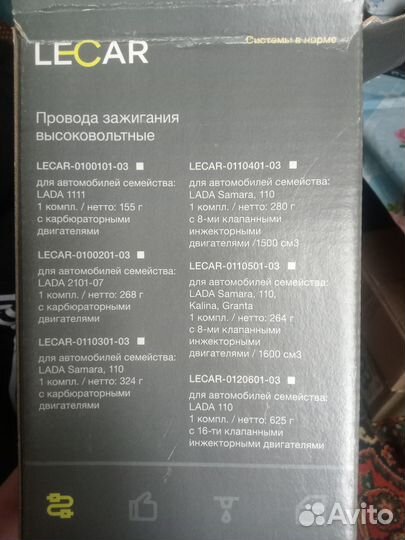 LECAR
Системы в норме
Провода зажигания
высоковольтные
LECAR-0100101-03
для автомобилей семейства:
LADA 1111
1 компл. / нетто: 155 г
с карбюраторными
двигателями
LECAR-0100201-03
для автомобилей семейства:
LADA 2101-07
1 компл. / нетто: 268 г
с карбюраторными
двигателями
LECAR-0110301-03
для автомобилей семейства:
LADA Samara, 110
1 компл. / нетто: 324 г
с карбюраторными
двигателями
LECAR-0110401-03
для автомобилей семейства:
LADA Samara, 110
1 компл. / нетто: 280 г
с 8-ми клапанными
инжекторными
двигателями /1500 см3
LECAR-0110501-03
для автомобилей семейства:
LADA Samara, 110,
Kalina, Granta
1 компл. / нетто: 264 г
с 8-ми клапанными
инжекторными
двигателями / 1600 см3
LECAR-0120601-03
для автомобилей семейства:
LADA 110
1 компл. / нетто: 625 г
с 16-ти клапанными
инжекторными двигателями
Avito